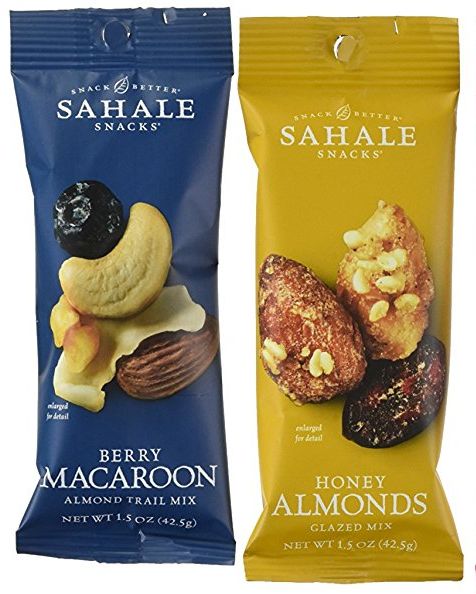 SNACK BETTER®
SAHALE
SNACKS®
enlarged
for detail
BERRY
MACAROON
ALMOND TRAIL MIX
NET WT 1.5 OZ (42.5g)
SNACK BETTER®
SAHALE
SNACKS®
enlarged
for detail
HONEY
ALMONDS
GLAZED MIX
NET WT 1.5 OZ (42.5g)